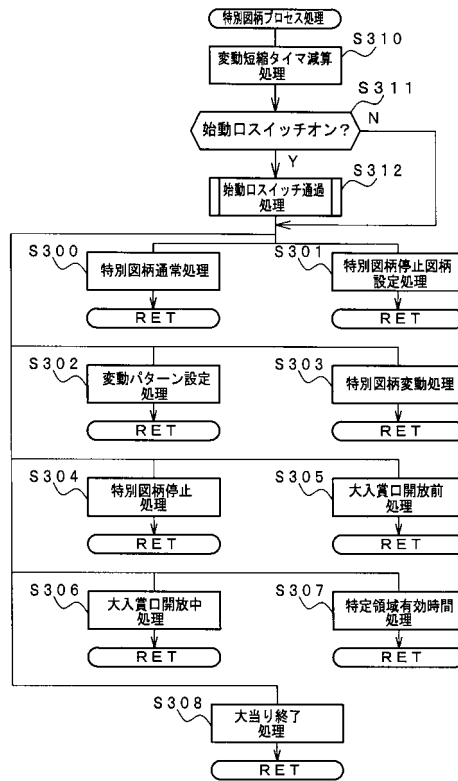 特別図柄プロセス処理
S310
変動短縮タイマ減算
処理
S311
始動口スイッチオン?
N
Y
S312
始動口スイッチ通過
処理
S300
特別図柄通常処理
RET
S301
特別図柄停止図柄
設定処理
RET
S302
変動パターン設定
処理
RET
S303
特別図柄変動処理
RET
S304
特別図柄停止
処理
RET
S305
大入賞口開放前
処理
RET
S306
大入賞口開放中
処理
RET
S307
特定領域有効時間
処理
RET
S308
大当り終了
処理
RET